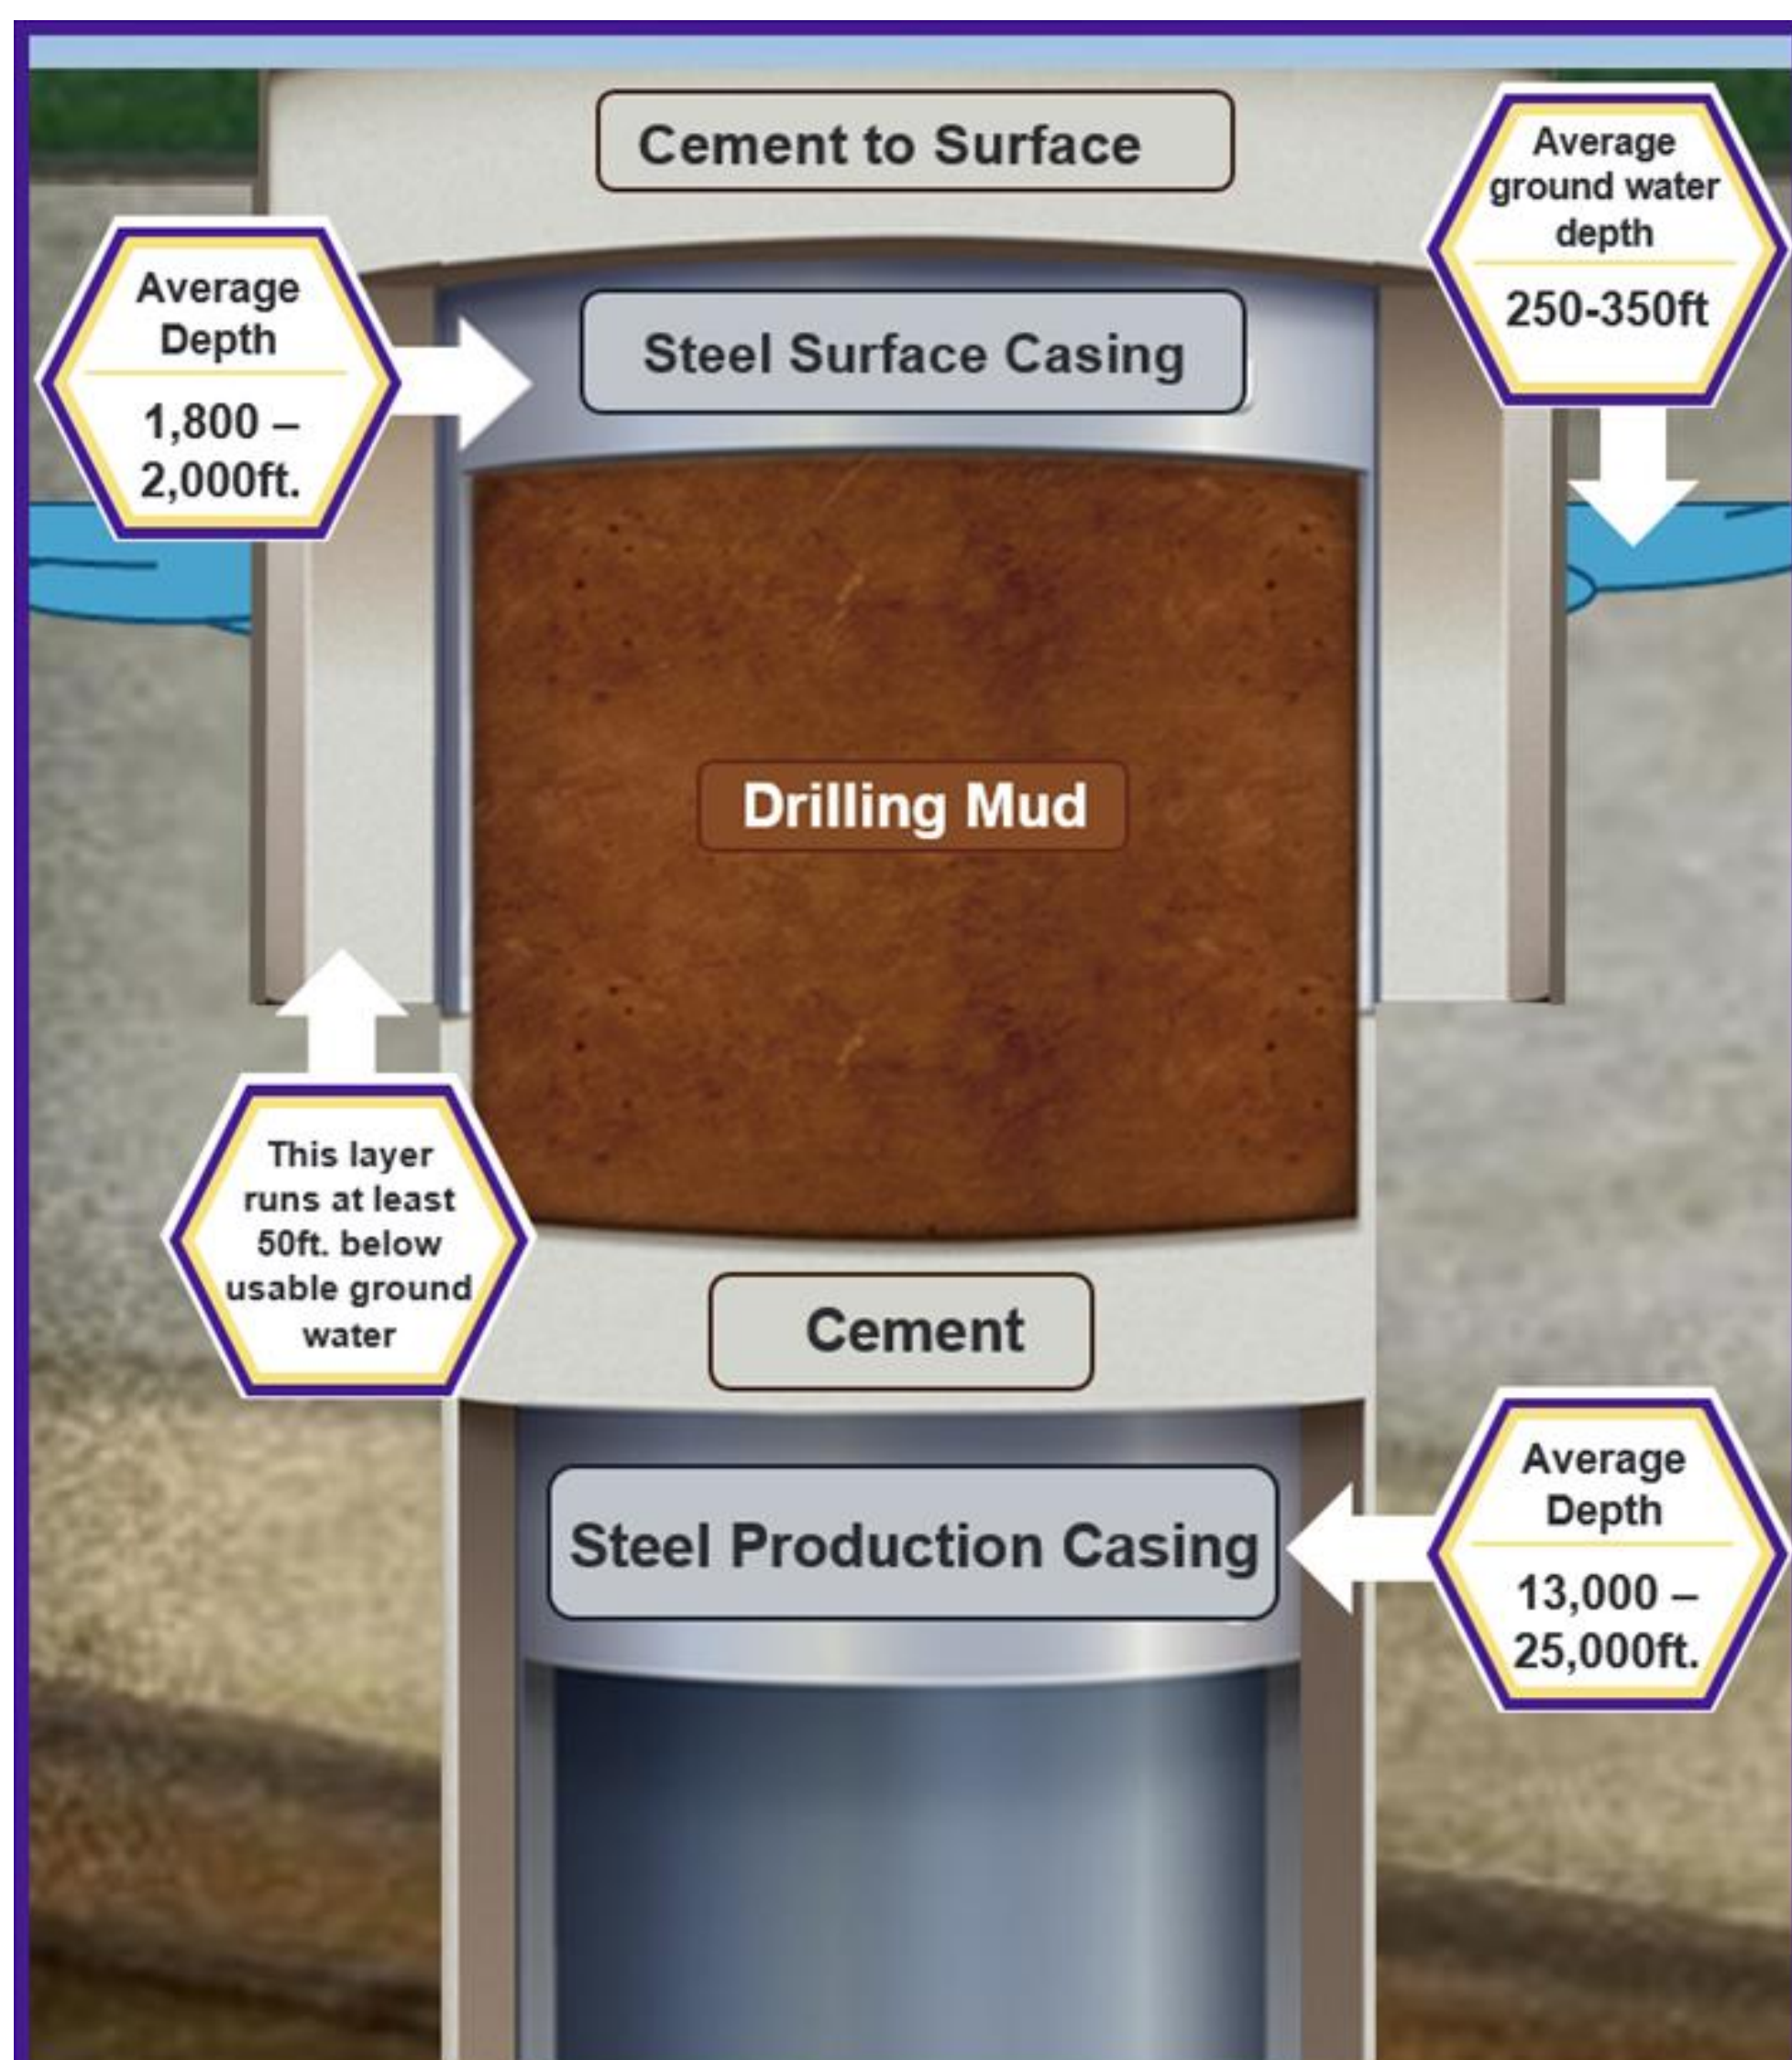 Cement to Surface
Average
ground water
depth
250-350ft
Average
Depth
1,800 –
2,000ft.
Steel Surface Casing
Drilling Mud
This layer
runs at least
50ft. below
usable ground
water
Cement
Steel Production Casing
Average
Depth
13,000 –
25,000ft.